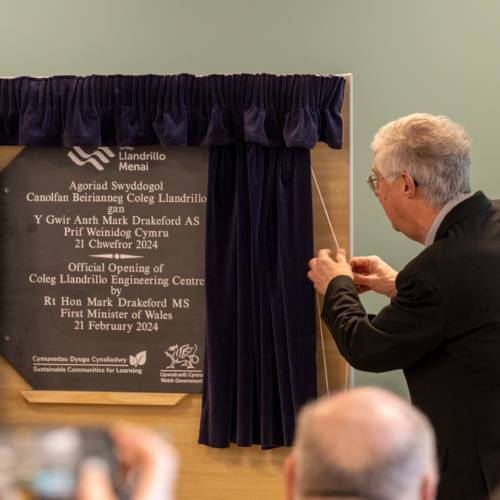 Llandrillo
Menai
Agoriad Swyddogol
Canolfan Beirianneg Coleg Llandrillo
gan
Y Gwir Anrh Mark Drakeford AS
Prif Weinidog Cymru
21 Chwefror 2024
Official Opening of
Coleg Llandrillo Engineering Centre
by
Rt Hon Mark Drakeford MS
First Minister of Wales
21 February 2024
Cymunedau Dysgu Cynaliadwy
Sustainable Communities for Learning
Llywodraeth Cymru
Welsh Government